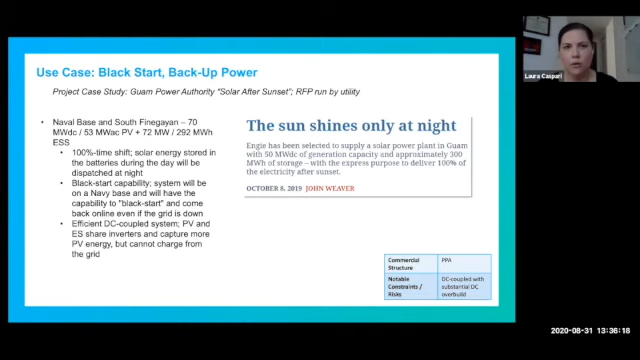 Use Case: Black Start, Back-Up Power
Project Case Study: Guam Power Authority “Solar After Sunset”; RFP run by utility
• Naval Base and South Finegayan – 70
MWdc / 53 MWac PV + 72 MW / 292 MWh
ESS
• 100% time shift; solar energy stored in
the batteries during the day will be
dispatched at night
• Black-start capability; system will be
on a Navy base and will have the
capability to "black-start" and come
back online even if the grid is down
• Efficient DC-coupled system; PV and
ES share inverters and capture more
PV energy, but cannot charge from
the grid
The sun shines only at night
Engie has been selected to supply a solar power plant in Guam
with 50 MWdc of generation capacity and approximately 300
MWh of storage – with the express purpose to deliver 100% of
the electricity after sunset.
OCTOBER 8, 2019 JOHN WEAVER
Commercial
Structure
PPA
Notable
Constraints /
Risks
DC-coupled with
substantial DC
overbuild
Laura Caspari
2020-08-31 13:36:18